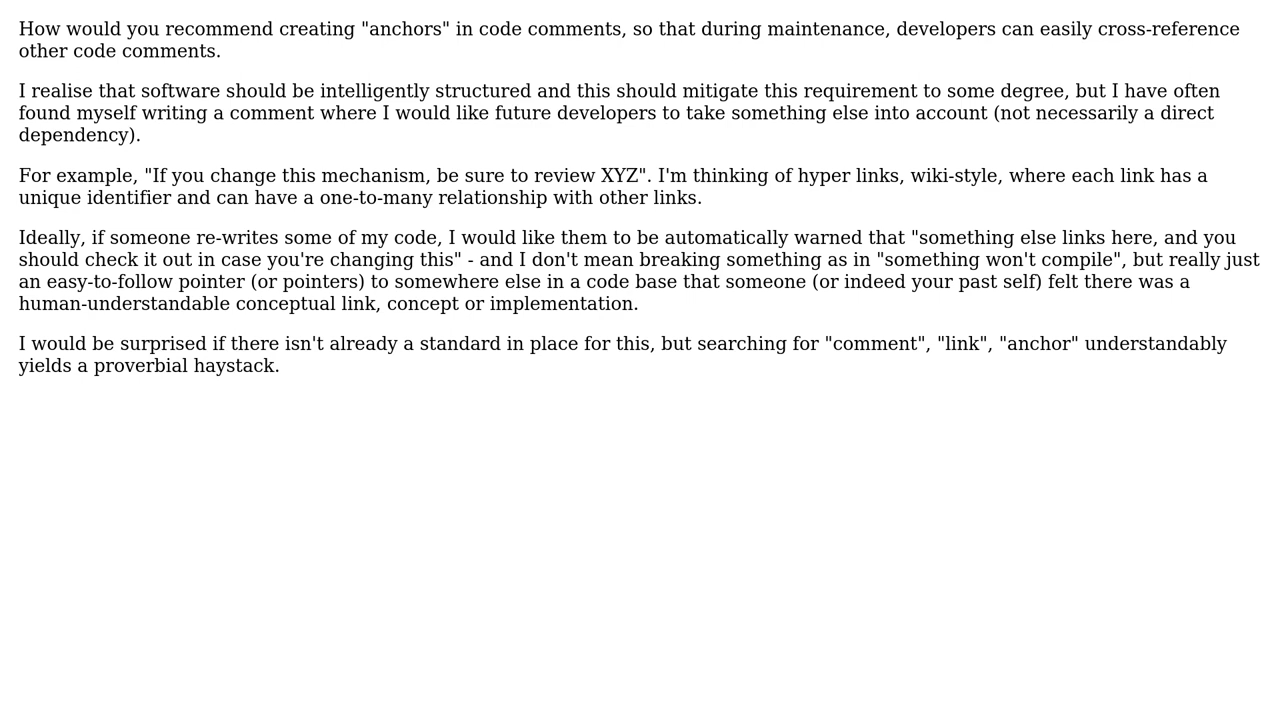 How would you recommend creating "anchors" in code comments, so that during maintenance, developers can easily cross-reference
other code comments.
I realise that software should be intelligently structured and this should mitigate this requirement to some degree, but I have often
found myself writing a comment where I would like future developers to take something else into account (not necessarily a direct
dependency).
For example, "If you change this mechanism, be sure to review XYZ". I'm thinking of hyper links, wiki-style, where each link has a
unique identifier and can have a one-to-many relationship with other links.
Ideally, if someone re-writes some of my code, I would like them to be automatically warned that "something else links here, and you
should check it out in case you're changing this" - and I don't mean breaking something as in "something won't compile", but really just
an easy-to-follow pointer (or pointers) to somewhere else in a code base that someone (or indeed your past self) felt there was a
human-understandable conceptual link, concept or implementation.
I would be surprised if there isn't already a standard in place for this, but searching for "comment", "link", "anchor" understandably
yields a proverbial haystack.